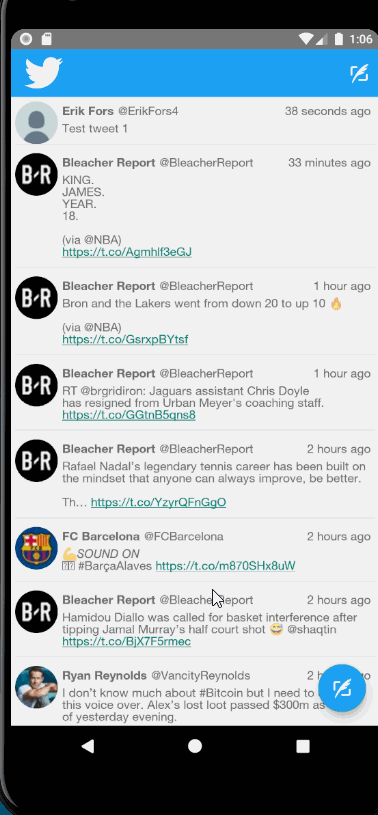 1:06
Erik Fors @ErikFors4 38 seconds ago
Test tweet 1
Bleacher Report @BleacherReport 33 minutes ago
KING.
JAMES.
YEAR.
18.
(via @NBA)
https://t.co/Agmhlf3eGJ
Bleacher Report @BleacherReport 1 hour ago
Bron and the Lakers went from down 20 to up 10 🔥
(via @NBA)
https://t.co/GsrxpBYtsf
Bleacher Report @BleacherReport 1 hour ago
RT @brgridiron: Jaguars assistant Chris Doyle
has resigned from Urban Meyer's coaching staff.
https://t.co/GGtnB5qns8
Bleacher Report @BleacherReport 2 hours ago
Rafael Nadal's legendary tennis career has been built on
the mindset that anyone can always improve, be better.
Th… https://t.co/YzyrQFnGgO
FC Barcelona @FCBarcelona 2 hours ago
💪SOUND ON
#BarçaAlaves https://t.co/m870SHx8uW
Bleacher Report @BleacherReport 2 hours ago
Hamidou Diallo was called for basket interference after
tipping Jamal Murray's half court shot 😅 @shaqtin
https://t.co/BjX7F5rmec
Ryan Reynolds @VancityReynolds 2 h
I don't know much about #Bitcoin but I need to
this voice over. Alex's lost loot passed $300m as
of yesterday evening.
B/R
B/R
B/R
B/R
B/R